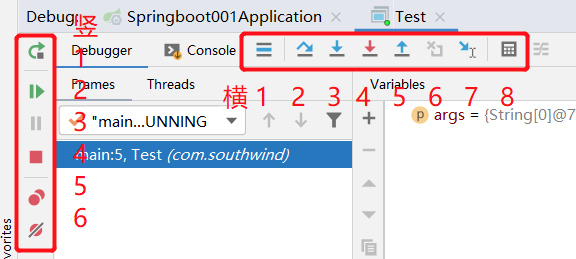 Debug: Springboot001Application Test
竖
Debugger Console
1
2
3
4
5
6
Frames Threads
横 1 2 3 4 5 6 7 8
Variables
"main...UNNING
p args = {String[0]@7
main:5, Test (com.southwind)
vorites